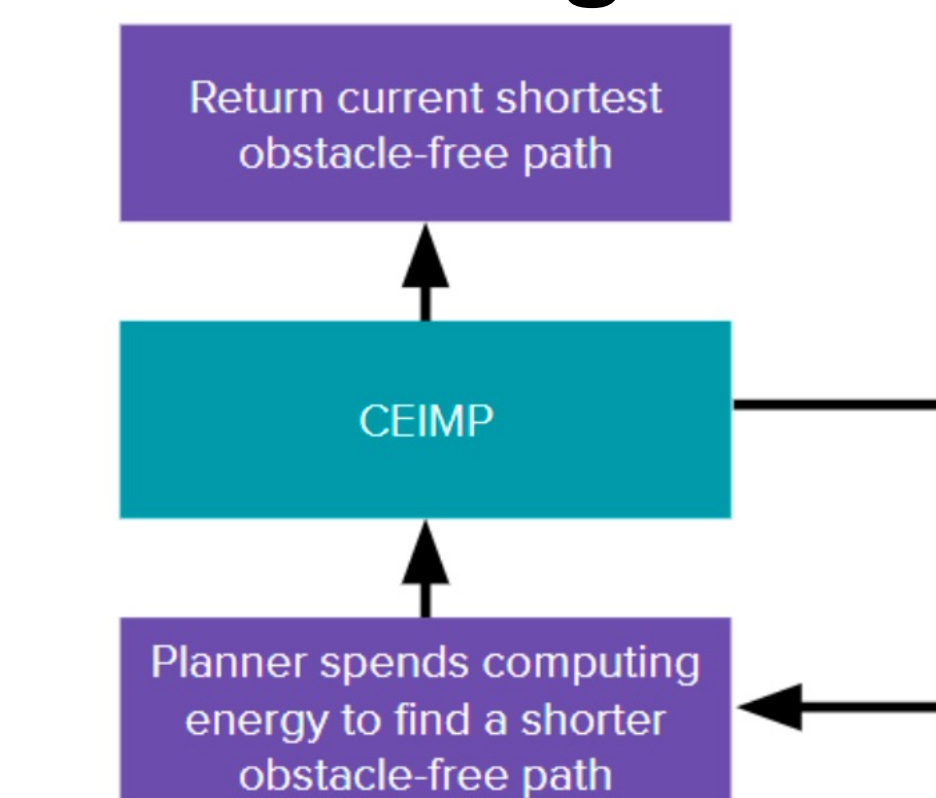 Return current shortest
obstacle-free path
CEIMP
Planner spends computing
energy to find a shorter
obstacle-free path